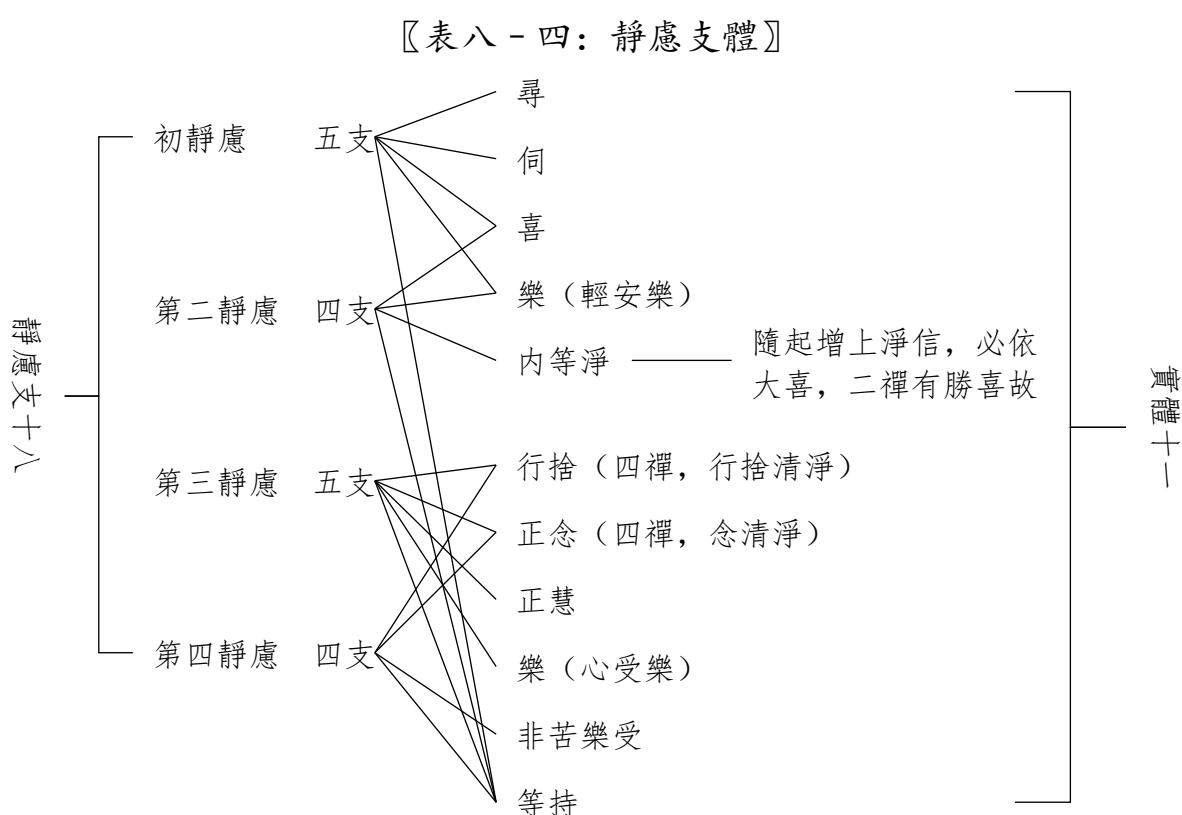 〖表八-四：靜慮支體〗
靜慮支十八
初靜慮 五支
第二靜慮 四支
第三靜慮 五支
第四靜慮 四支
尋
伺
喜
樂（輕安樂）
内等淨
隨起增上淨信，必依
大喜，二禪有勝喜故
行捨（四禪，行捨清淨）
正念（四禪，念清淨）
正慧
樂（心受樂）
非苦樂受
等持
實體十一